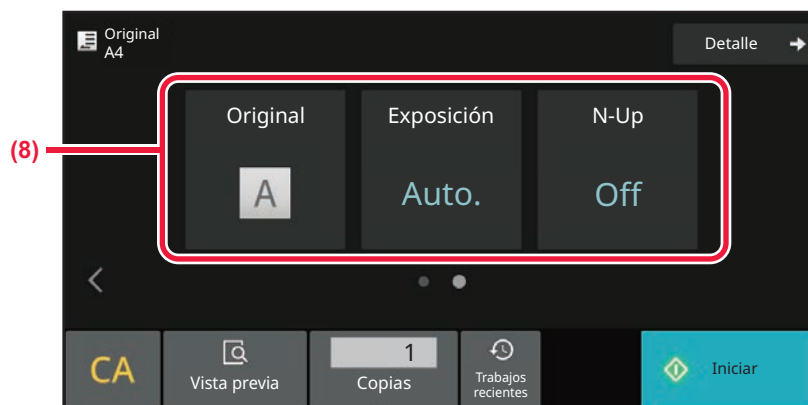 Original
A4
Detalle
(8)
Original
Exposición
N-Up
A
Auto.
Off
CA
Vista previa
1
Copias
Trabajos
recientes
Iniciar